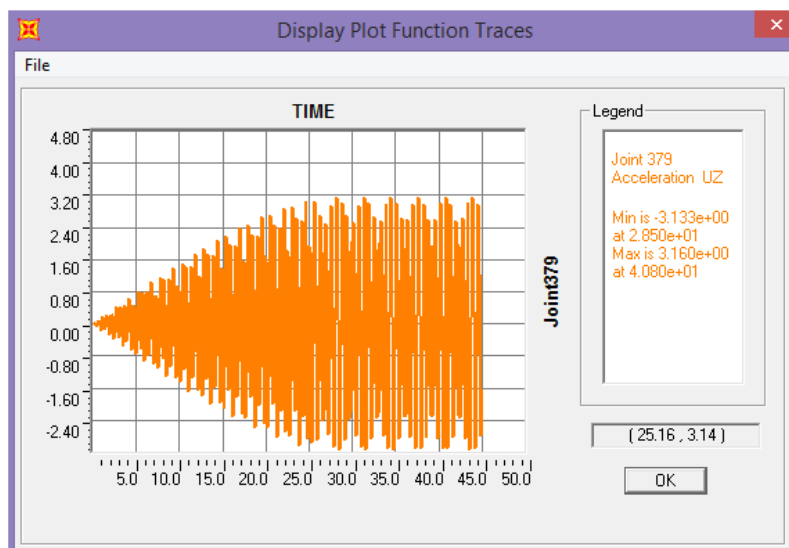 Display Plot Function Traces
File
TIME
Legend
4.80
4.00
3.20
2.40
1.60
0.80
0.00
-0.80
-1.60
-2.40
5.0 10.0 15.0 20.0 25.0 30.0 35.0 40.0 45.0 50.0
Joint379
Joint 379
Acceleration UZ
Min is -3.133e+00
at 2.850e+01
Max is 3.160e+00
at 4.080e+01
( 25.16 , 3.14 )
OK